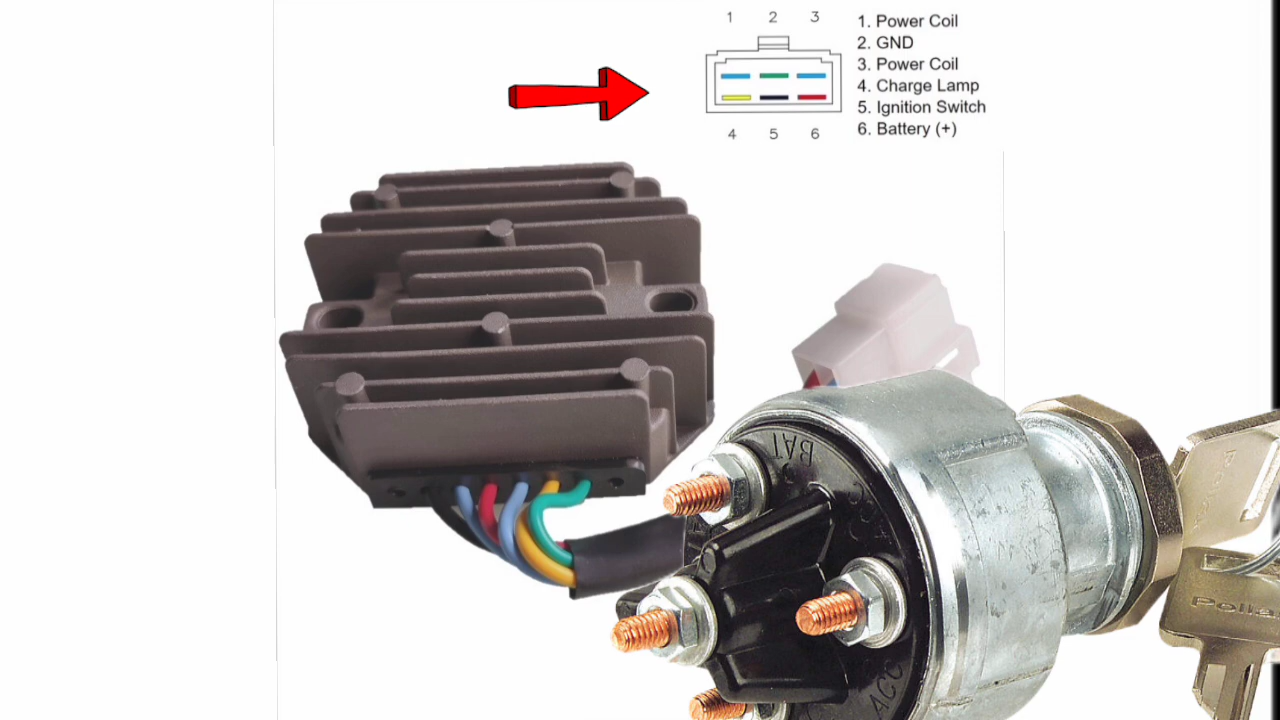 1 2 3
1. Power Coil
2. GND
3. Power Coil
4. Charge Lamp
5. Ignition Switch
6. Battery (+)
4 5 6
BAT
ACC